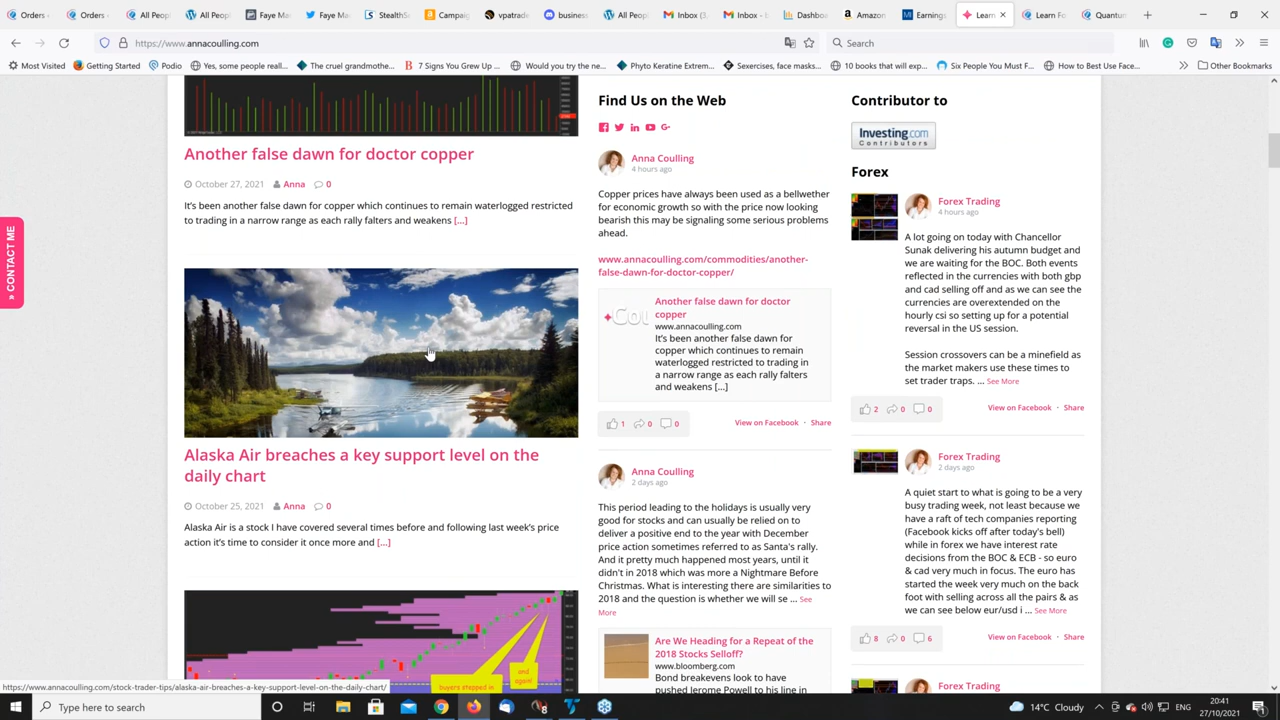 Orders
Orders
All Peop
All Peop
Faye Ma
Faye Ma
StealthSe
Campaig
vpatrade
business
All Peop
Inbox (3,
Inbox - b
Dashbo
Amazon
Earnings
Learn
Learn Fo
Quantum
https://www.annacoulling.com
Search
Most Visited
Getting Started
Podio
Yes, some people reall...
The cruel grandmothe...
7 Signs You Grew Up ...
Would you try the ne...
Phyto Keratine Extrem...
Sexercises, face masks...
10 books that will exp...
Six People You Must F...
How to Best Use Face...
Other Bookmarks
» CONTACT ME
Another false dawn for doctor copper
October 27, 2021 Anna 0
It's been another false dawn for copper which continues to remain waterlogged restricted
to trading in a narrow range as each rally falters and weakens [...]
Alaska Air breaches a key support level on the
daily chart
October 25, 2021 Anna 0
Alaska Air is a stock I have covered several times before and following last week's price
action it's time to consider it once more and [...]
buyers stepped in
and
again!
Find Us on the Web
Anna Coulling
4 hours ago
Copper prices have always been used as a bellwether
for economic growth so with the price now looking
bearish this may be signaling some serious problems
ahead.
www.annacoulling.com/commodities/another-
false-dawn-for-doctor-copper/
Another false dawn for doctor
copper
www.annacoulling.com
It's been another false dawn for
copper which continues to remain
waterlogged restricted to trading in
a narrow range as each rally falters
and weakens [...]
1 0 0
View on Facebook · Share
Anna Coulling
2 days ago
This period leading to the holidays is usually very
good for stocks and can usually be relied on to
deliver a positive end to the year with December
price action sometimes referred to as Santa's rally.
And it pretty much happened most years, until it
didn't in 2018 which was more a Nightmare Before
Christmas. What is interesting there are similarities to
2018 and the question is whether we will se ... See
More
Are We Heading for a Repeat of the
2018 Stocks Selloff?
www.bloomberg.com
Bond breakevens look to have
pushed Jerome Powell to his line in
Contributor to
Investing.com
Contributors
Forex
Forex Trading
4 hours ago
A lot going on today with Chancellor
Sunak delivering his autumn budget and
we are waiting for the BOC. Both events
reflected in the currencies with both gbp
and cad selling off and as we can see the
currencies are overextended on the
hourly csi so setting up for a potential
reversal in the US session.
Session crossovers can be a minefield as
the market makers use these times to
set trader traps. ... See More
2 0 0
View on Facebook · Share
Forex Trading
2 days ago
A quiet start to what is going to be a very
busy trading week, not least because we
have a raft of tech companies reporting
(Facebook kicks off after today's bell)
while in forex we have interest rate
decisions from the BOC & ECB - so euro
& cad very much in focus. The euro has
started the week very much on the back
foot with selling across all the pairs & as
we can see below eur/usd i ... See More
8 0 6
View on Facebook · Share
Forex Trading
https://www.annacoulling.com/stock-trader-tips/alaska-air-breaches-a-key-support-level-on-the-daily-chart/
Type here to search
14°C Cloudy
20:41
27/10/2021